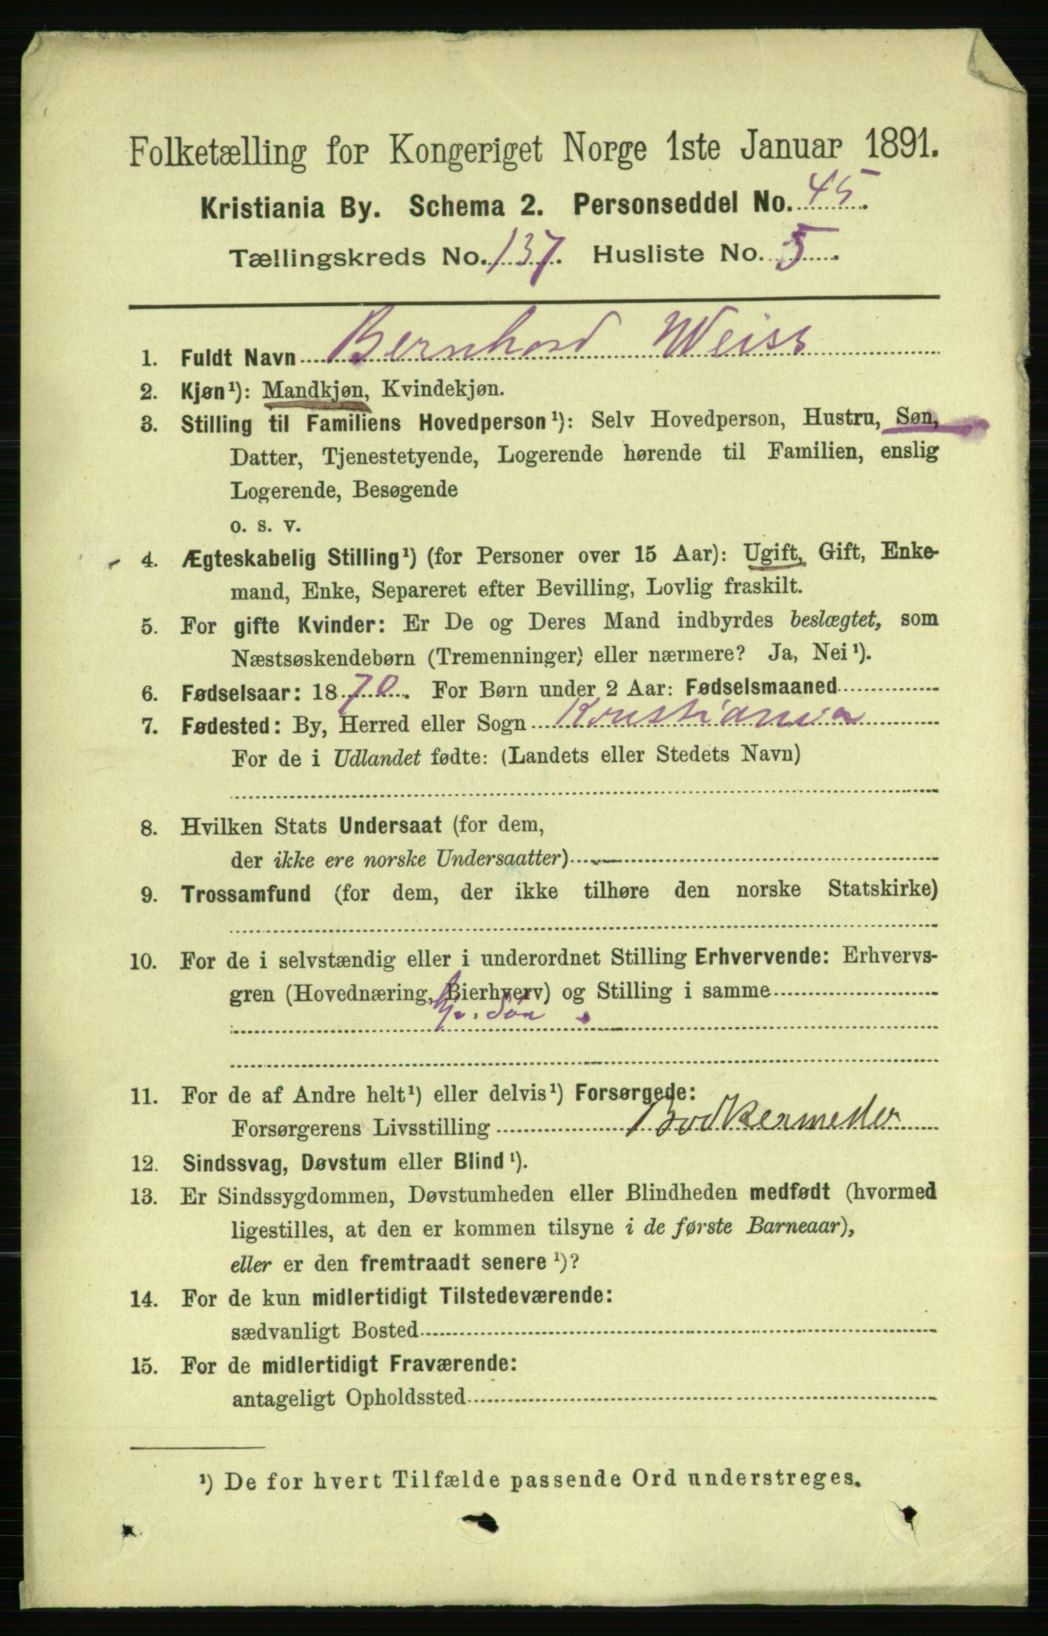 Folketælling for Kongeriget Norge 1ste Januar 1891.
Kristiania By. Schema 2. Personseddel No. 45.
Tællingskreds No. 137. Husliste No. 5.
1. Fuldt Navn Bernhard Weiss
2. Kjøn¹): Mandkjøn, Kvindekjøn.
3. Stilling til Familiens Hovedperson¹): Selv Hovedperson, Hustru, Søn,
Datter, Tjenestetyende, Logerende hørende til Familien, enslig
Logerende, Besøgende
o. s. v.
4. Ægteskabelig Stilling¹) (for Personer over 15 Aar): Ugift, Gift, Enke-
mand, Enke, Separeret efter Bevilling, Lovlig fraskilt.
5. For gifte Kvinder: Er De og Deres Mand indbyrdes beslægtet, som
Næstsøskendebørn (Tremenninger) eller nærmere? Ja, Nei¹).
6. Fødselsaar: 1870. For Børn under 2 Aar: Fødselsmaaned
7. Fødested: By, Herred eller Sogn Kristiania
For de i Udlandet fødte: (Landets eller Stedets Navn)
8. Hvilken Stats Undersaat (for dem,
der ikke ere norske Undersaatter)
9. Trossamfund (for dem, der ikke tilhøre den norske Statskirke)
10. For de i selvstændig eller i underordnet Stilling Erhvervende: Erhvervs-
gren (Hovednæring, Bierhverv) og Stilling i samme
Søn
11. For de af Andre helt¹) eller delvis¹) Forsørgede:
Forsørgerens Livsstilling
12. Sindssvag, Døvstum eller Blind¹).
13. Er Sindssygdommen, Døvstumheden eller Blindheden medfødt (hvormed
ligestilles, at den er kommen tilsyne i de første Barneaar),
eller er den fremtraadt senere¹)?
14. For de kun midlertidigt Tilstedeværende:
sædvanligt Bosted
15. For de midlertidigt Fraværende:
antageligt Opholdssted
¹) De for hvert Tilfælde passende Ord understreges.